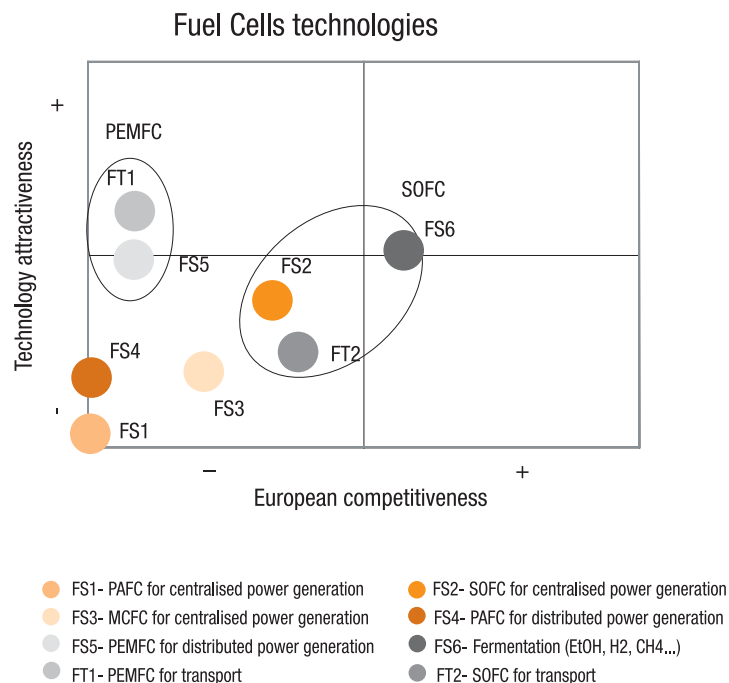 Fuel Cells technologies
+
PEMFC
FT1
SOFC
FS6
FS5
FS2
Technology attractiveness
FS4
FT2
-
FS3
FS1
– +
European competitiveness
FS1- PAFC for centralised power generation
FS2- SOFC for centralised power generation
FS3- MCFC for centralised power generation
FS4- PAFC for distributed power generation
FS5- PEMFC for distributed power generation
FS6- Fermentation (EtOH, H2, CH4...)
FT1- PEMFC for transport
FT2- SOFC for transport